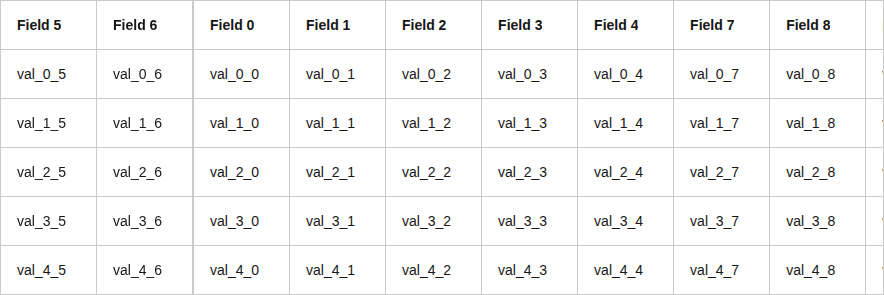 Field 5 Field 6 Field 0 Field 1 Field 2 Field 3 Field 4 Field 7 Field 8
val_0_5 val_0_6 val_0_0 val_0_1 val_0_2 val_0_3 val_0_4 val_0_7 val_0_8
val_1_5 val_1_6 val_1_0 val_1_1 val_1_2 val_1_3 val_1_4 val_1_7 val_1_8
val_2_5 val_2_6 val_2_0 val_2_1 val_2_2 val_2_3 val_2_4 val_2_7 val_2_8
val_3_5 val_3_6 val_3_0 val_3_1 val_3_2 val_3_3 val_3_4 val_3_7 val_3_8
val_4_5 val_4_6 val_4_0 val_4_1 val_4_2 val_4_3 val_4_4 val_4_7 val_4_8